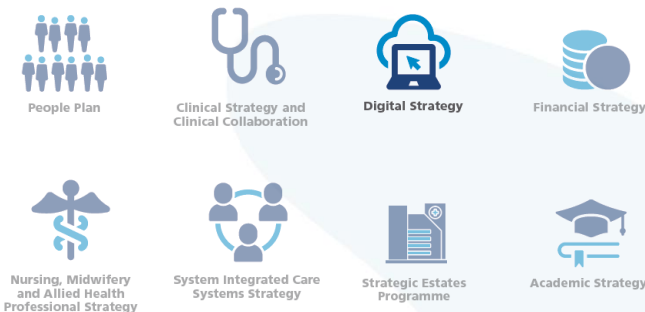 People Plan
Clinical Strategy and
Clinical Collaboration
Digital Strategy
Financial Strategy
Nursing, Midwifery
and Allied Health
Professional Strategy
System Integrated Care
Systems Strategy
Strategic Estates
Programme
Academic Strategy